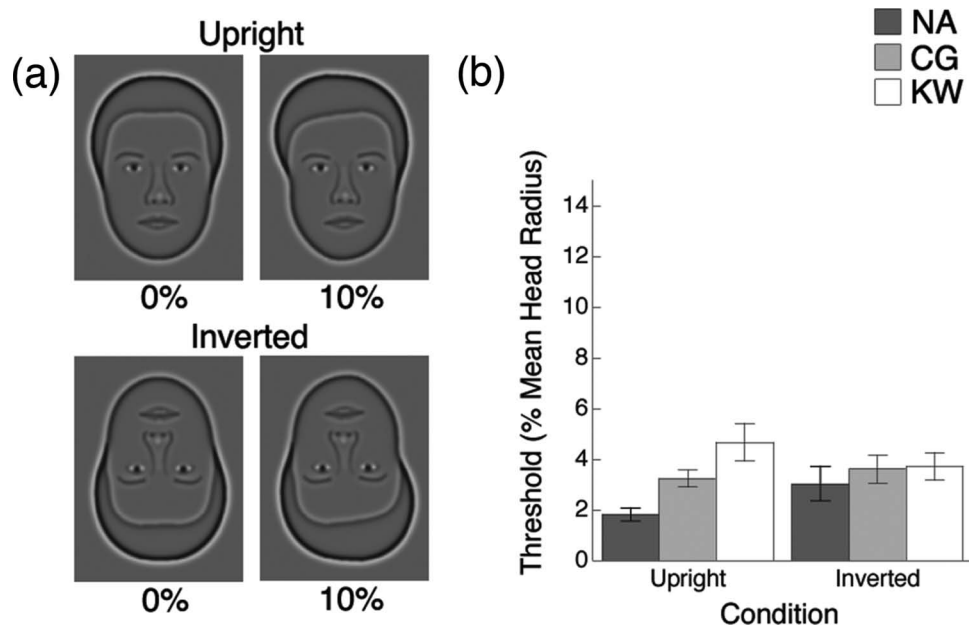 (a)
Upright
0% 10%
Inverted
0% 10%
(b)
NA
CG
KW
Threshold (% Mean Head Radius)
14
12
10
8
6
4
2
0
Upright Inverted
Condition